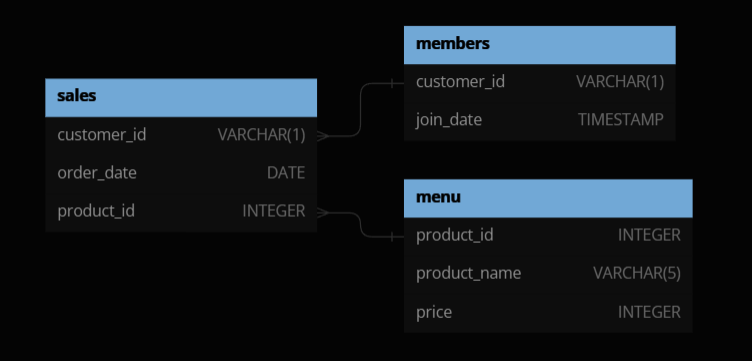 sales
customer_id VARCHAR(1)
order_date DATE
product_id INTEGER
members
customer_id VARCHAR(1)
join_date TIMESTAMP
menu
product_id INTEGER
product_name VARCHAR(5)
price INTEGER